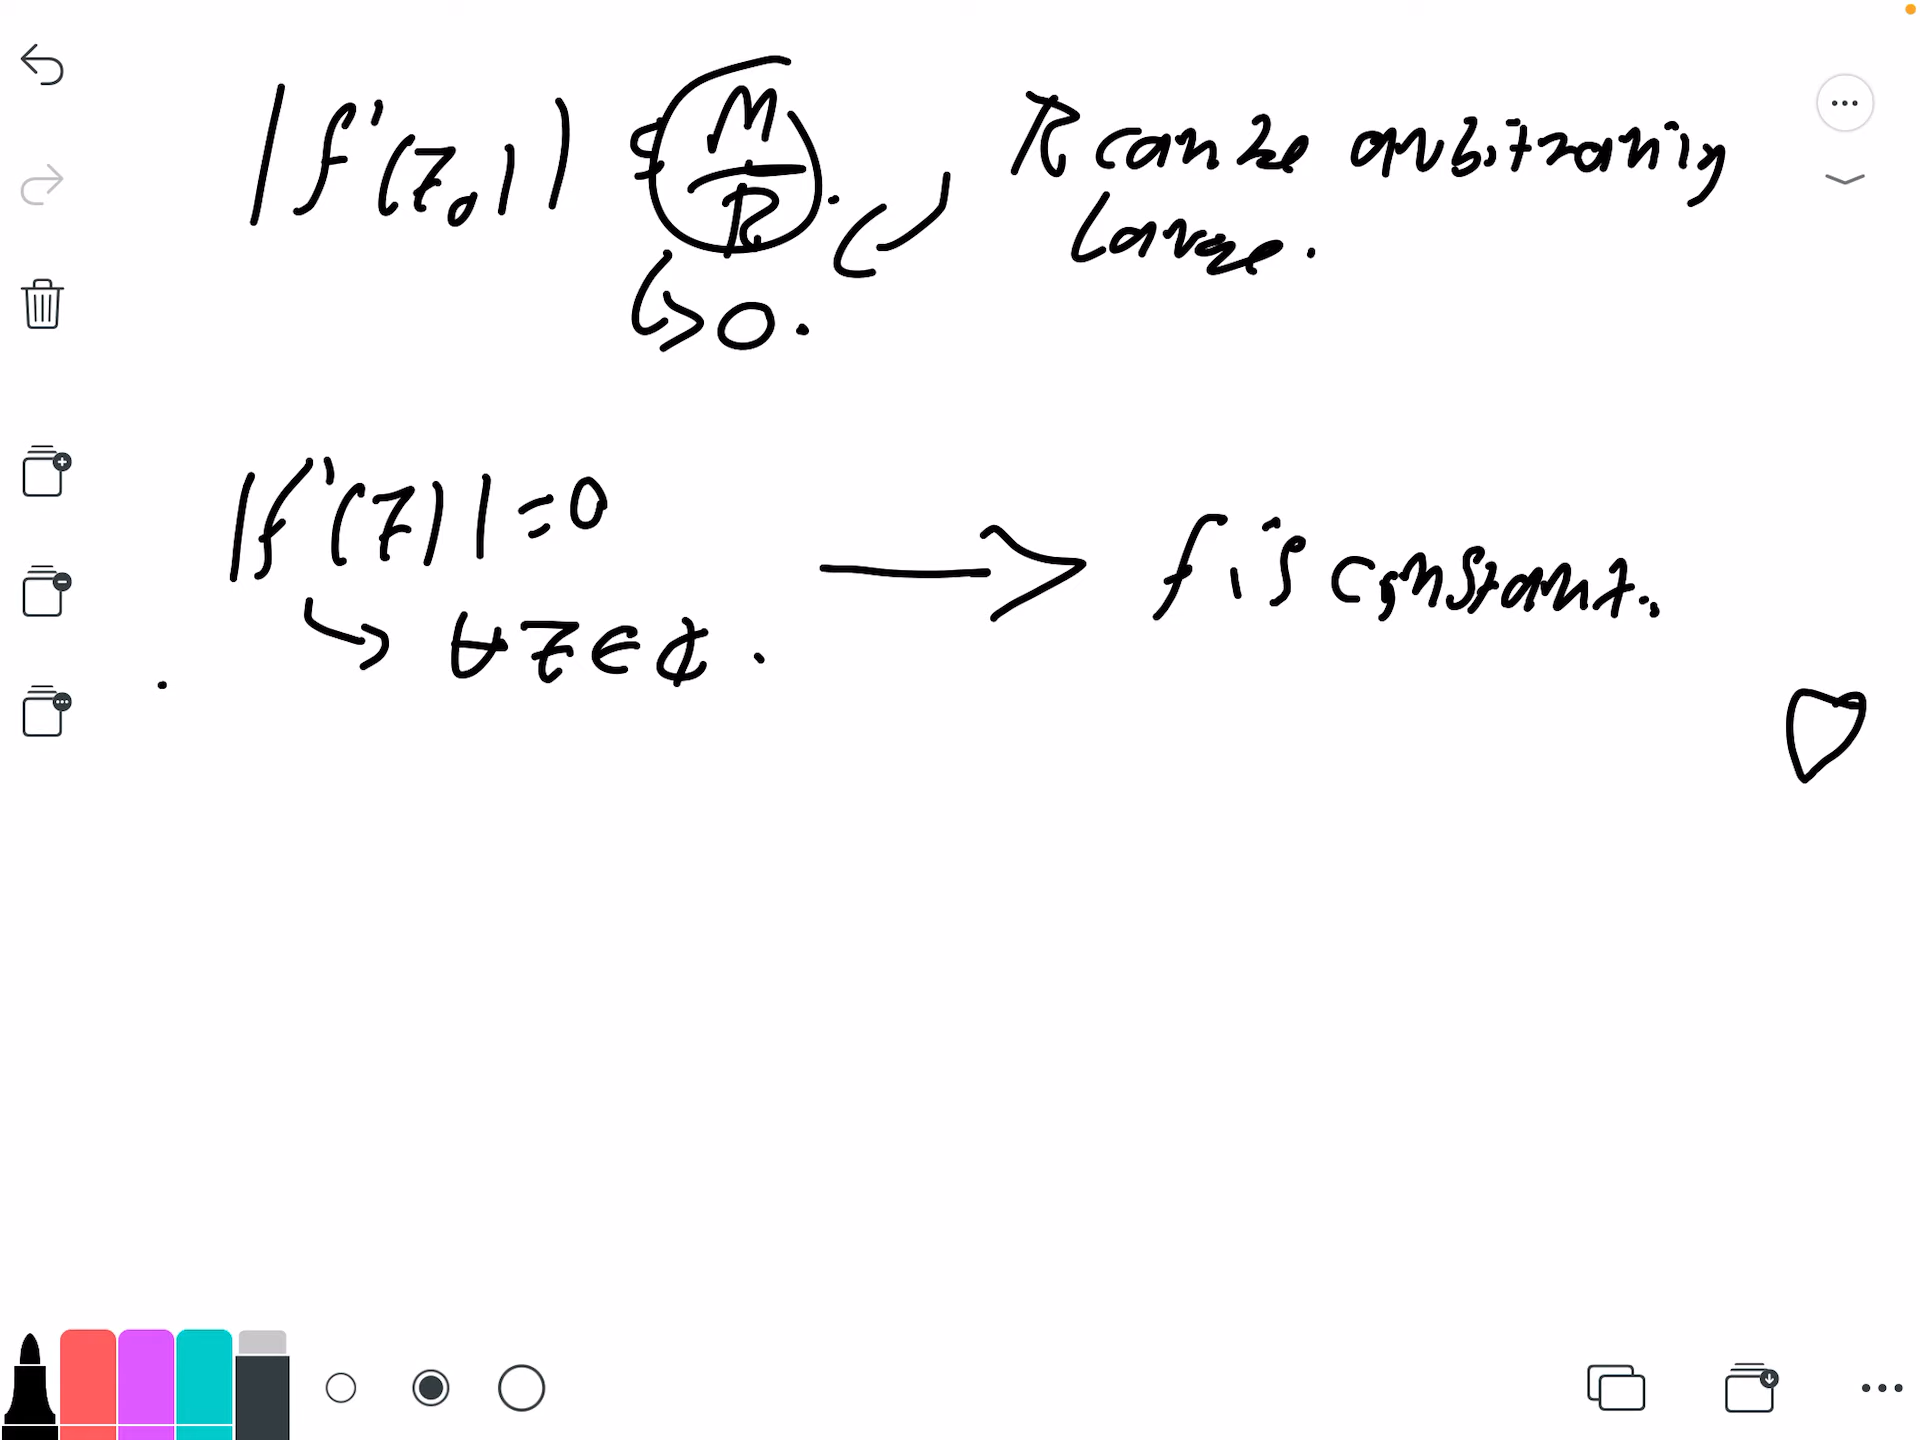 |f'(z₀)| ≤ M/R. R can be arbitrarily
large.
→ 0.
|f'(z)| = 0
→ f is constant.
↳ ∀ z ∈ ℂ.